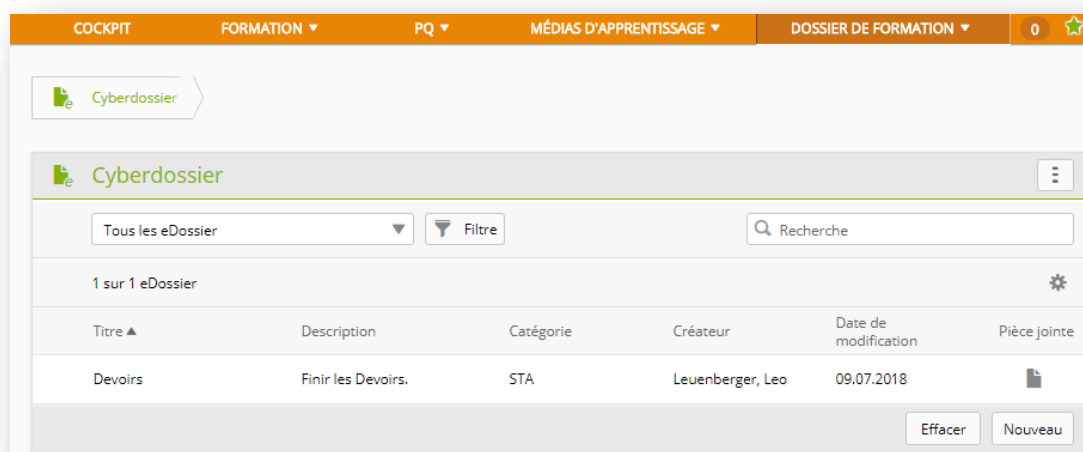 COCKPIT FORMATION ▼ PQ ▼ MÉDIAS D'APPRENTISSAGE ▼ DOSSIER DE FORMATION ▼ 0
Cyberdossier
Cyberdossier
Tous les eDossier ▼ Filtre Recherche
1 sur 1 eDossier
Titre ▲ Description Catégorie Créateur Date de modification Pièce jointe
Devoirs Finir les Devoirs. STA Leuenberger, Leo 09.07.2018
Effacer Nouveau